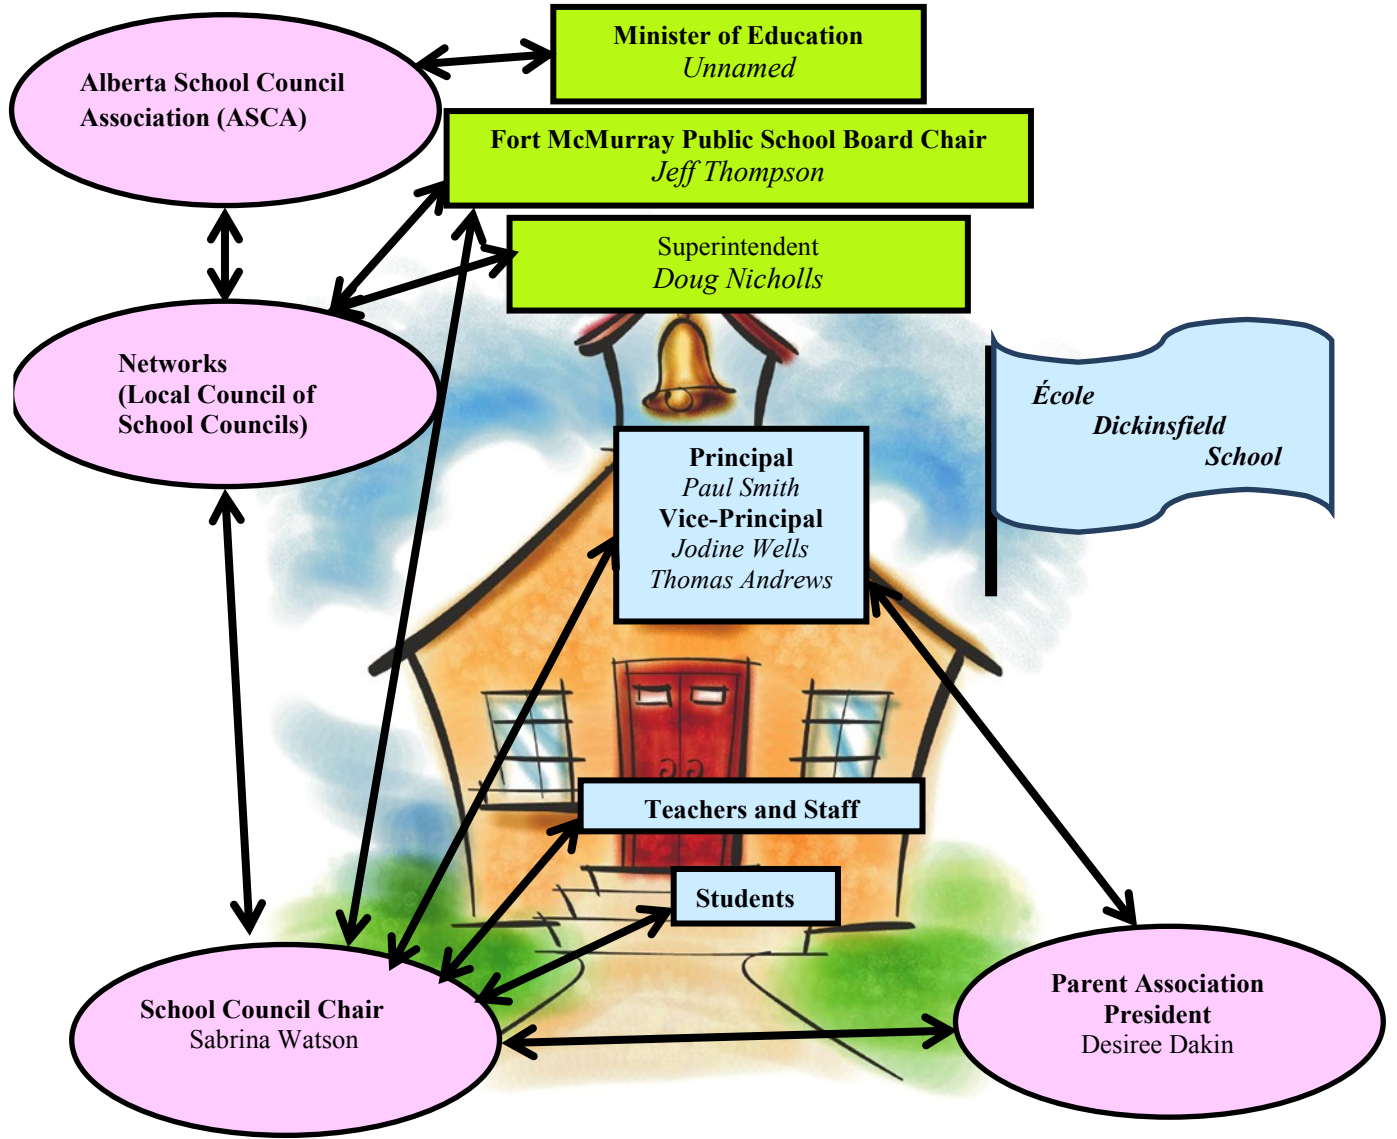 Minister of Education
Unnamed
Alberta School Council
Association (ASCA)
Fort McMurray Public School Board Chair
Jeff Thompson
Superintendent
Doug Nicholls
Networks
(Local Council of
School Councils)
École
Dickinsfield
School
Principal
Paul Smith
Vice-Principal
Jodine Wells
Thomas Andrews
Teachers and Staff
Students
School Council Chair
Sabrina Watson
Parent Association
President
Desiree Dakin